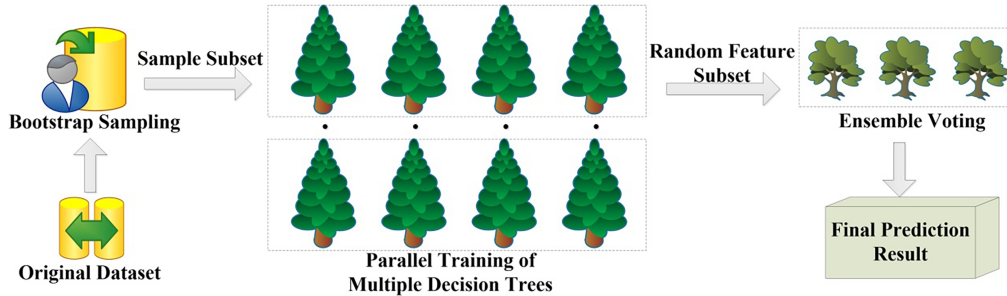 Bootstrap Sampling
Original Dataset
Sample Subset
Parallel Training of
Multiple Decision Trees
Random Feature
Subset
Ensemble Voting
Final Prediction
Result